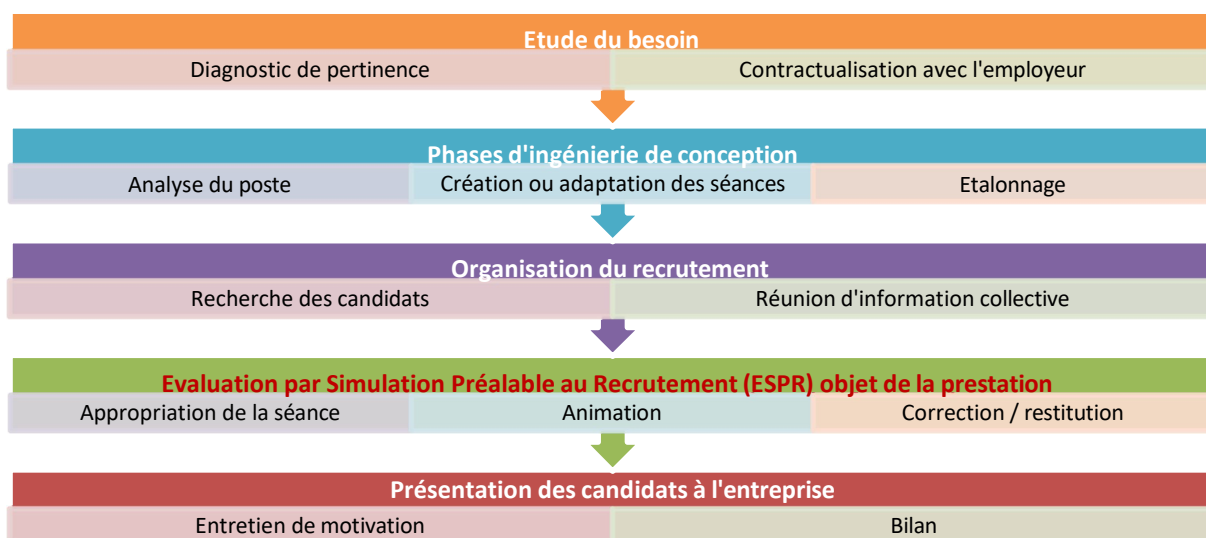 Etude du besoin
Diagnostic de pertinence
Contractualisation avec l'employeur
Phases d'ingénierie de conception
Analyse du poste
Création ou adaptation des séances
Etalonnage
Organisation du recrutement
Recherche des candidats
Réunion d'information collective
Evaluation par Simulation Préalable au Recrutement (ESPR) objet de la prestation
Appropriation de la séance
Animation
Correction / restitution
Présentation des candidats à l'entreprise
Entretien de motivation
Bilan